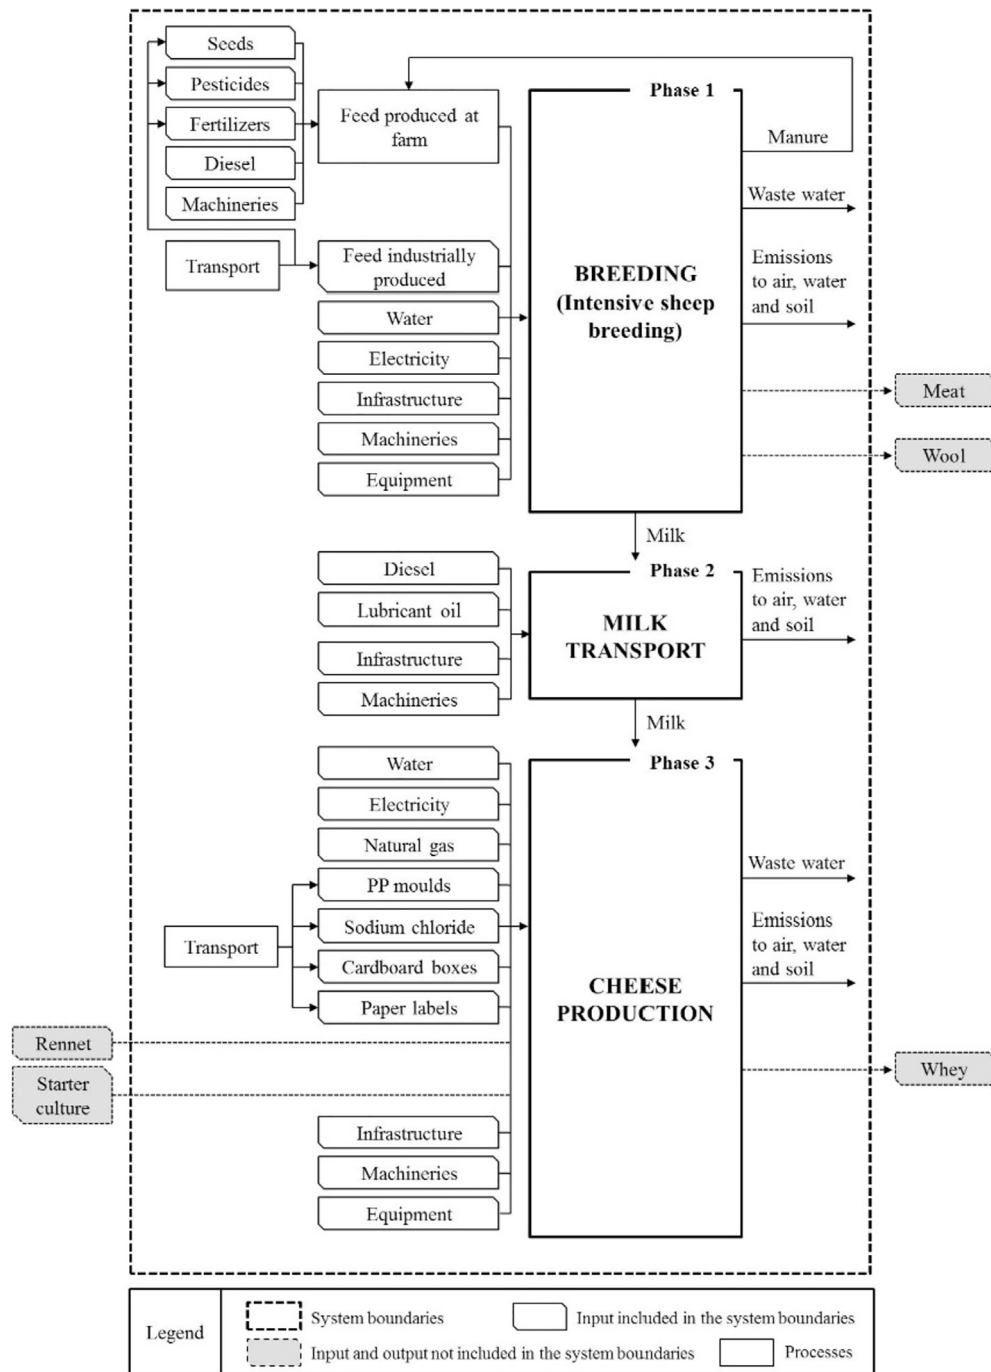 Seeds
Pesticides
Fertilizers
Diesel
Machineries
Feed produced at
farm
Transport
Feed industrially
produced
Water
Electricity
Infrastructure
Machineries
Equipment
Phase 1
BREEDING
(Intensive sheep
breeding)
Manure
Waste water
Emissions
to air, water
and soil
Meat
Wool
Milk
Diesel
Lubricant oil
Infrastructure
Machineries
Phase 2
MILK
TRANSPORT
Emissions
to air, water
and soil
Milk
Water
Electricity
Natural gas
PP moulds
Sodium chloride
Cardboard boxes
Paper labels
Transport
Rennet
Starter
culture
Infrastructure
Machineries
Equipment
Phase 3
CHEESE
PRODUCTION
Waste water
Emissions
to air, water
and soil
Whey
Legend
System boundaries
Input included in the system boundaries
Input and output not included in the system boundaries
Processes